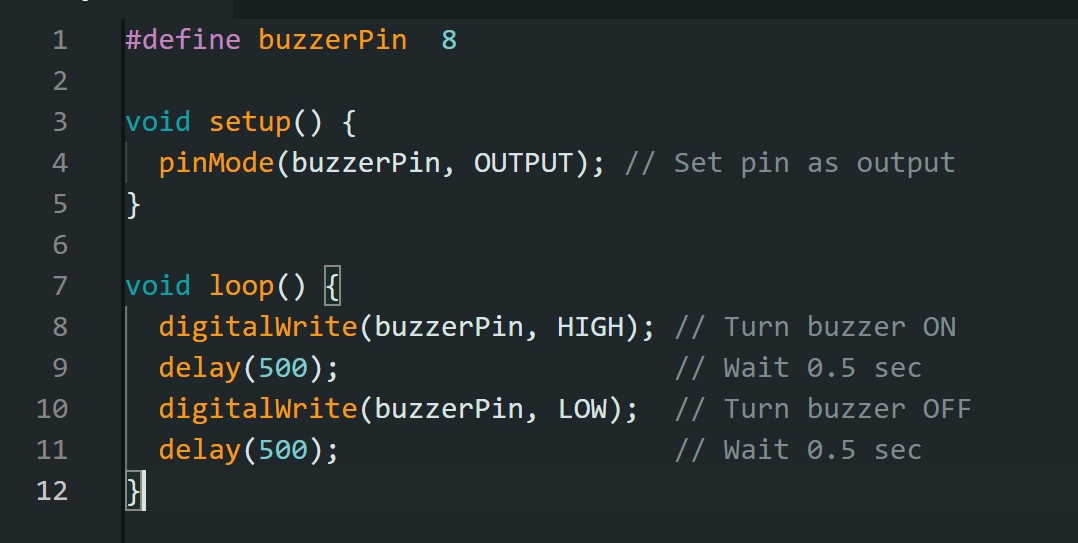 1 #define buzzerPin  8
2
3 void setup() {
4   pinMode(buzzerPin, OUTPUT); // Set pin as output
5 }
6
7 void loop() {
8   digitalWrite(buzzerPin, HIGH); // Turn buzzer ON
9   delay(500);                    // Wait 0.5 sec
10   digitalWrite(buzzerPin, LOW);  // Turn buzzer OFF
11   delay(500);                    // Wait 0.5 sec
12 }